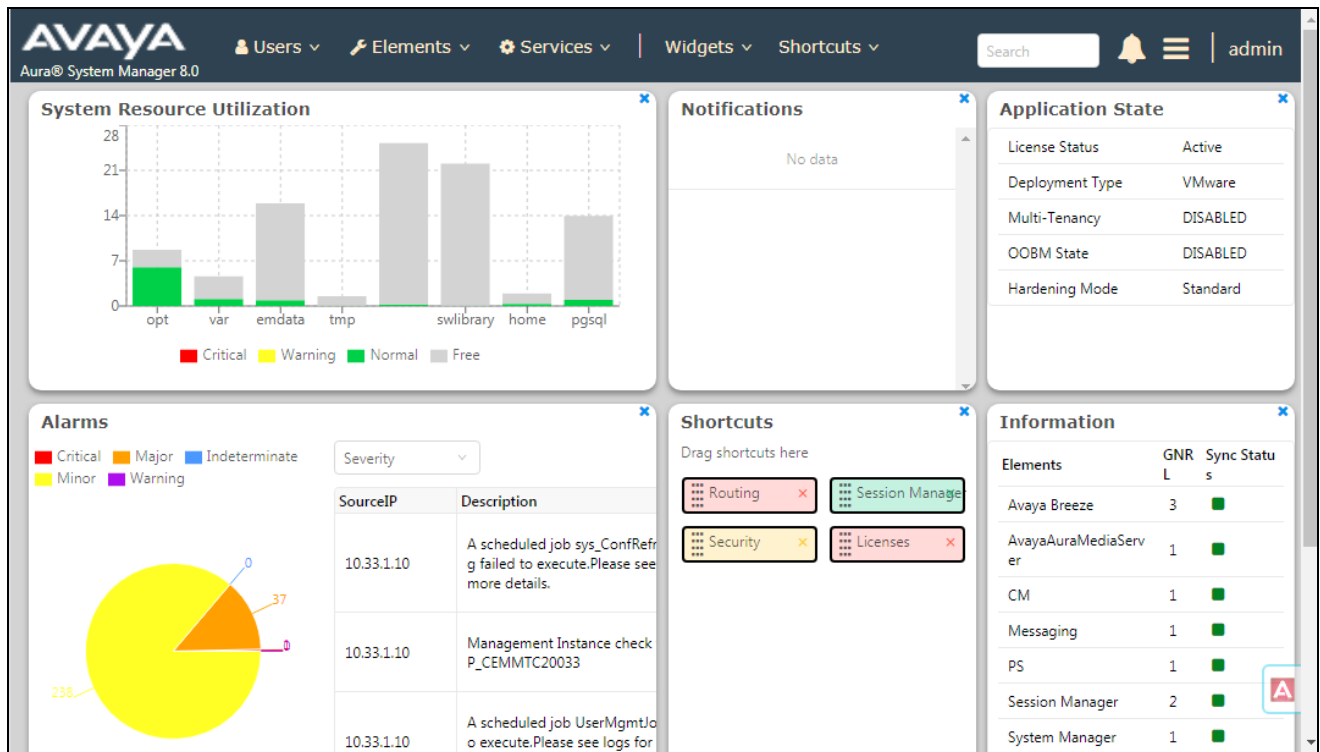 AVAYA
Aura® System Manager 8.0
Users
Elements
Services
Widgets
Shortcuts
Search
admin
System Resource Utilization
28
21
14
7
0
opt
var
emdata
tmp
swlibrary
home
pgsql
Critical
Warning
Normal
Free
Notifications
No data
Application State
License Status Active
Deployment Type VMware
Multi-Tenancy DISABLED
OOBM State DISABLED
Hardening Mode Standard
Alarms
Critical Major Indeterminate
Minor Warning
0
37
238
Severity
SourceIP Description
10.33.1.10
A scheduled job sys_ConfRefr
g failed to execute.Please see
more details.
10.33.1.10
Management Instance check
P_CEMMTC20033
10.33.1.10
A scheduled job UserMgmtJo
o execute.Please see logs for
Shortcuts
Drag shortcuts here
Routing
Session Manager
Security
Licenses
Information
Elements
GNR
L
Sync Statu
s
Avaya Breeze 3
AvayaAuraMediaServ
er
1
CM 1
Messaging 1
PS 1
Session Manager 2
System Manager 1
A